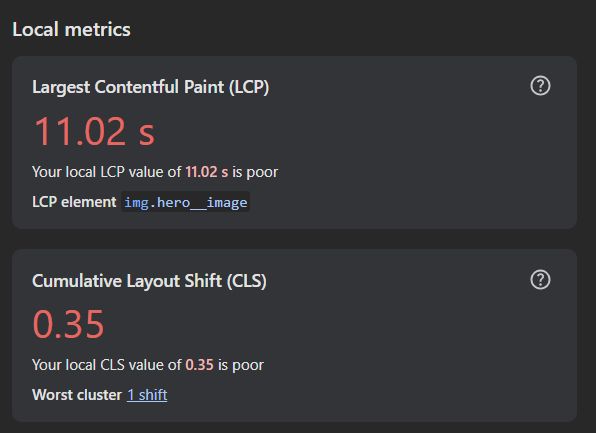 Local metrics
Largest Contentful Paint (LCP)
11.02 s
Your local LCP value of 11.02 s is poor
LCP element img.hero__image
Cumulative Layout Shift (CLS)
0.35
Your local CLS value of 0.35 is poor
Worst cluster 1 shift